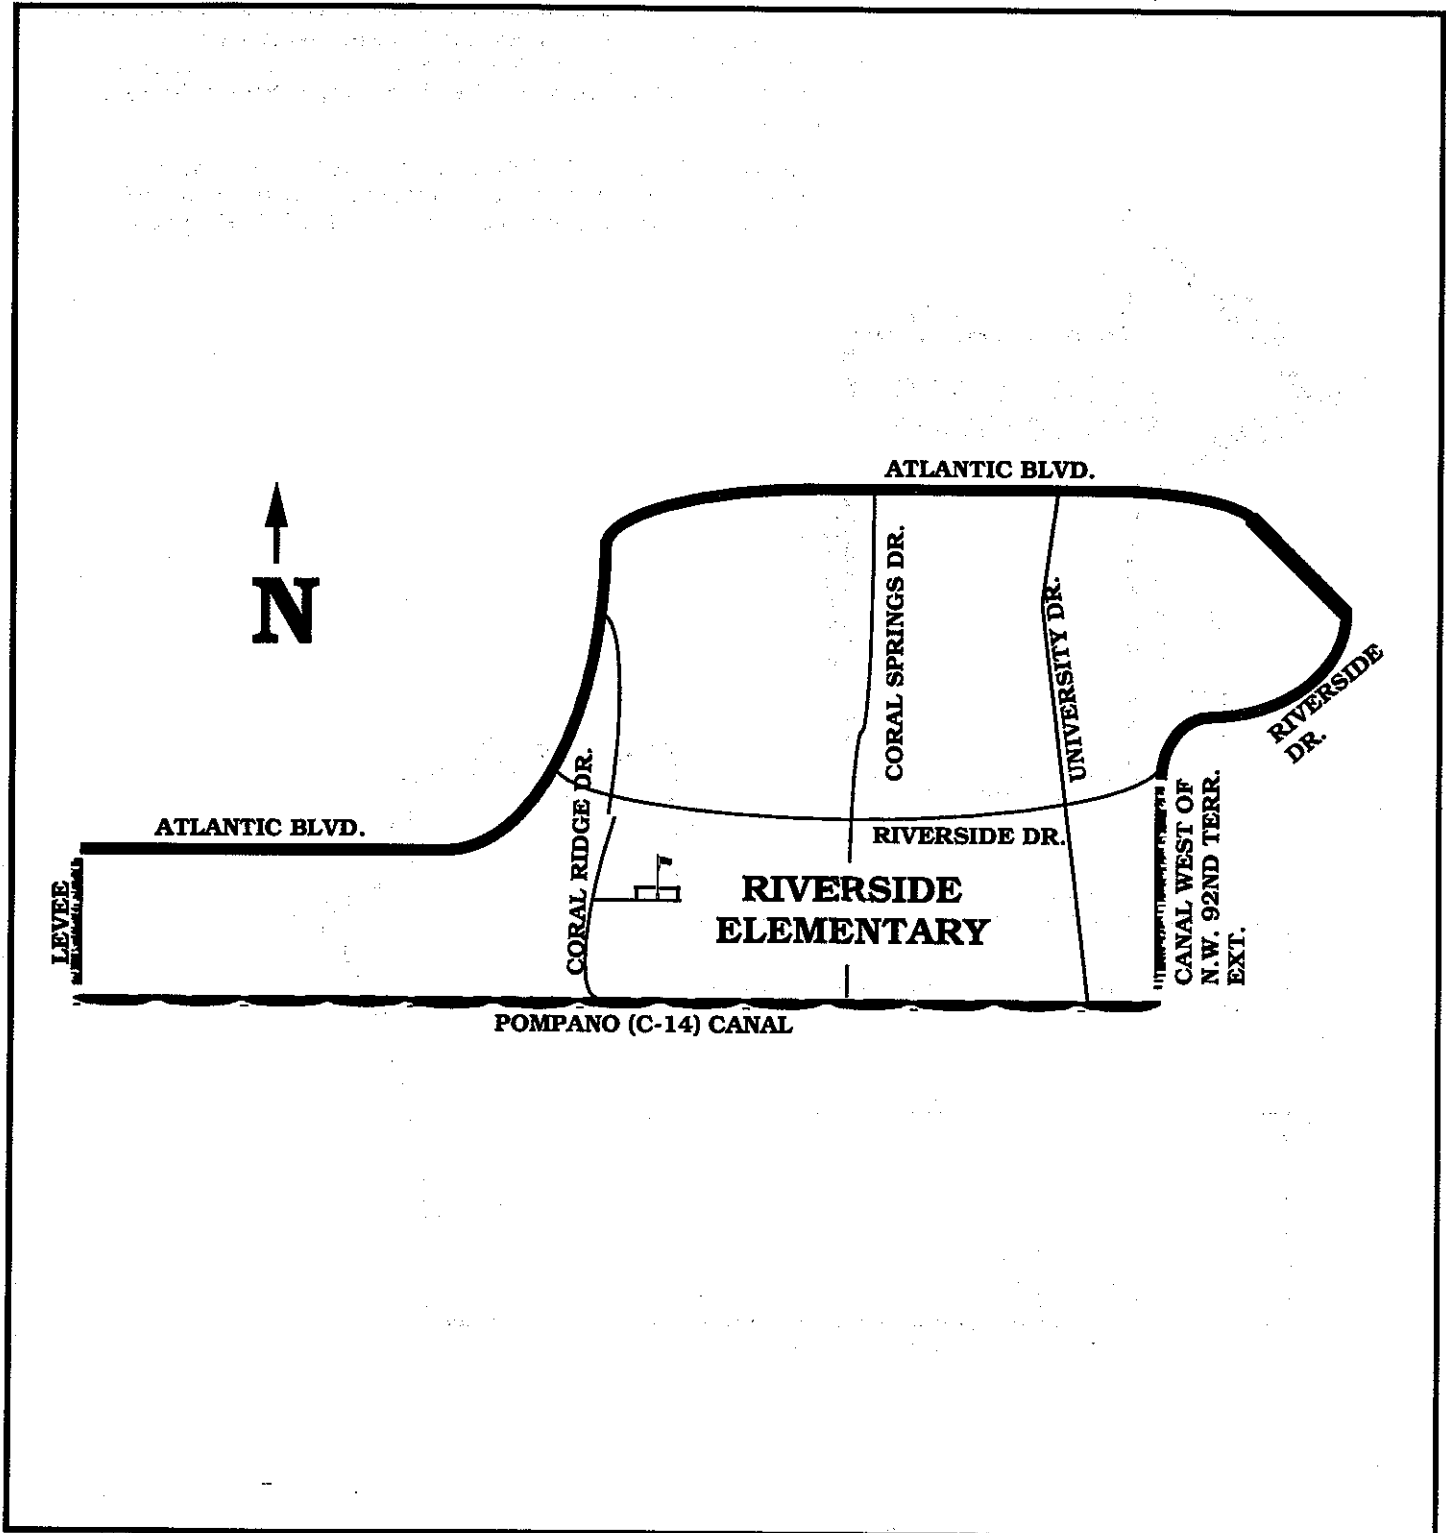 ATLANTIC BLVD.
N
CORAL SPRINGS DR.
UNIVERSITY DR.
RIVERSIDE
DR.
ATLANTIC BLVD.
CORAL RIDGE DR.
RIVERSIDE DR.
LEVEE
RIVERSIDE
ELEMENTARY
CANAL WEST OF
N.W. 92ND TERR.
EXT.
POMPANO (C-14) CANAL